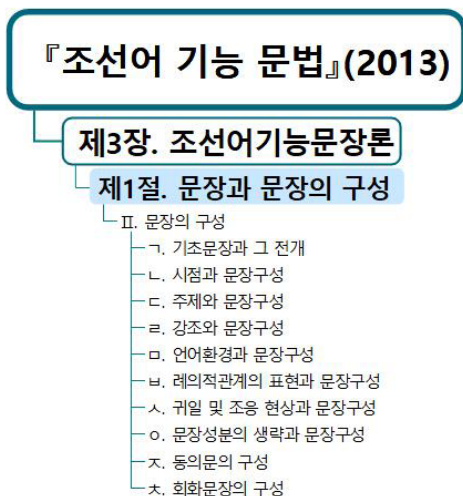 『조선어 기능 문법』(2013)
제3장. 조선어기능문장론
제1절. 문장과 문장의 구성
Ⅱ. 문장의 구성
ㄱ. 기초문장과 그 전개
ㄴ. 시점과 문장구성
ㄷ. 주제와 문장구성
ㄹ. 강조와 문장구성
ㅁ. 언어환경과 문장구성
ㅂ. 례의적관계의 표현과 문장구성
ㅅ. 귀일 및 조응 현상과 문장구성
ㅇ. 문장성분의 생략과 문장구성
ㅈ. 동의문의 구성
ㅊ. 회화문장의 구성